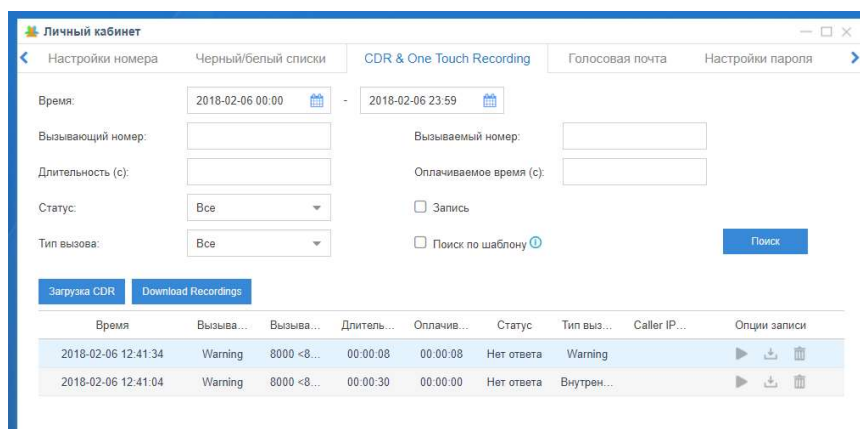 Личный кабинет
Настройки номера Черный/белый списки CDR & One Touch Recording Голосовая почта Настройки пароля
Время: 2018-02-06 00:00 - 2018-02-06 23:59
Вызывающий номер: Вызываемый номер:
Длительность (с): Оплачиваемое время (с):
Статус: Все Запись
Тип вызова: Все Поиск по шаблону Поиск
Загрузка CDR Download Recordings
Время Вызыва... Вызыва... Длитель... Оплачив... Статус Тип выз... Caller IP... Опции записи
2018-02-06 12:41:34 Warning 8000 <8... 00:00:08 00:00:08 Нет ответа Warning
2018-02-06 12:41:04 Warning 8000 <8... 00:00:30 00:00:00 Нет ответа Внутрен...